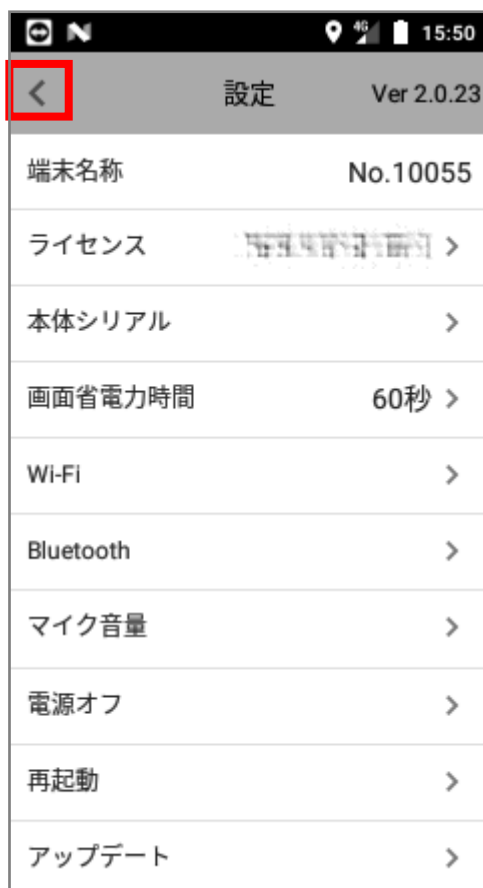 4G 15:50
設定 Ver 2.0.23
端末名称 No.10055
ライセンス
本体シリアル
画面省電力時間 60秒
Wi-Fi
Bluetooth
マイク音量
電源オフ
再起動
アップデート